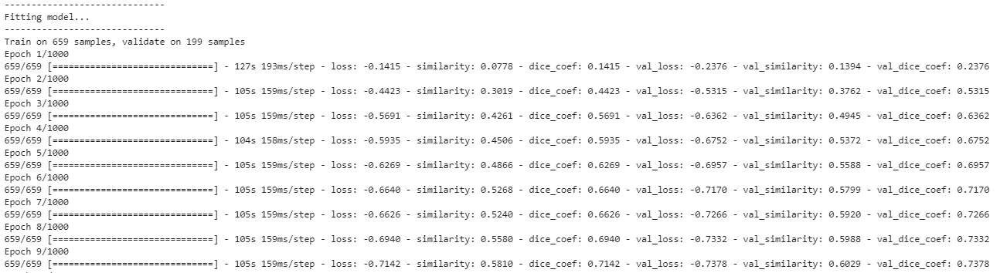 ------------------------------
Fitting model...
------------------------------
Train on 659 samples, validate on 199 samples
Epoch 1/1000
659/659 [==============================] - 127s 193ms/step - loss: -0.1415 - similarity: 0.0778 - dice_coef: 0.1415 - val_loss: -0.2376 - val_similarity: 0.1394 - val_dice_coef: 0.2376
Epoch 2/1000
659/659 [==============================] - 105s 159ms/step - loss: -0.4423 - similarity: 0.3019 - dice_coef: 0.4423 - val_loss: -0.5315 - val_similarity: 0.3762 - val_dice_coef: 0.5315
Epoch 3/1000
659/659 [==============================] - 105s 159ms/step - loss: -0.5691 - similarity: 0.4261 - dice_coef: 0.5691 - val_loss: -0.6362 - val_similarity: 0.4945 - val_dice_coef: 0.6362
Epoch 4/1000
659/659 [==============================] - 104s 158ms/step - loss: -0.5935 - similarity: 0.4506 - dice_coef: 0.5935 - val_loss: -0.6752 - val_similarity: 0.5372 - val_dice_coef: 0.6752
Epoch 5/1000
659/659 [==============================] - 105s 159ms/step - loss: -0.6269 - similarity: 0.4866 - dice_coef: 0.6269 - val_loss: -0.6957 - val_similarity: 0.5588 - val_dice_coef: 0.6957
Epoch 6/1000
659/659 [==============================] - 105s 159ms/step - loss: -0.6640 - similarity: 0.5268 - dice_coef: 0.6640 - val_loss: -0.7170 - val_similarity: 0.5799 - val_dice_coef: 0.7170
Epoch 7/1000
659/659 [==============================] - 105s 159ms/step - loss: -0.6626 - similarity: 0.5240 - dice_coef: 0.6626 - val_loss: -0.7266 - val_similarity: 0.5920 - val_dice_coef: 0.7266
Epoch 8/1000
659/659 [==============================] - 105s 159ms/step - loss: -0.6940 - similarity: 0.5580 - dice_coef: 0.6940 - val_loss: -0.7332 - val_similarity: 0.5988 - val_dice_coef: 0.7332
Epoch 9/1000
659/659 [==============================] - 105s 159ms/step - loss: -0.7142 - similarity: 0.5810 - dice_coef: 0.7142 - val_loss: -0.7378 - val_similarity: 0.6029 - val_dice_coef: 0.7378